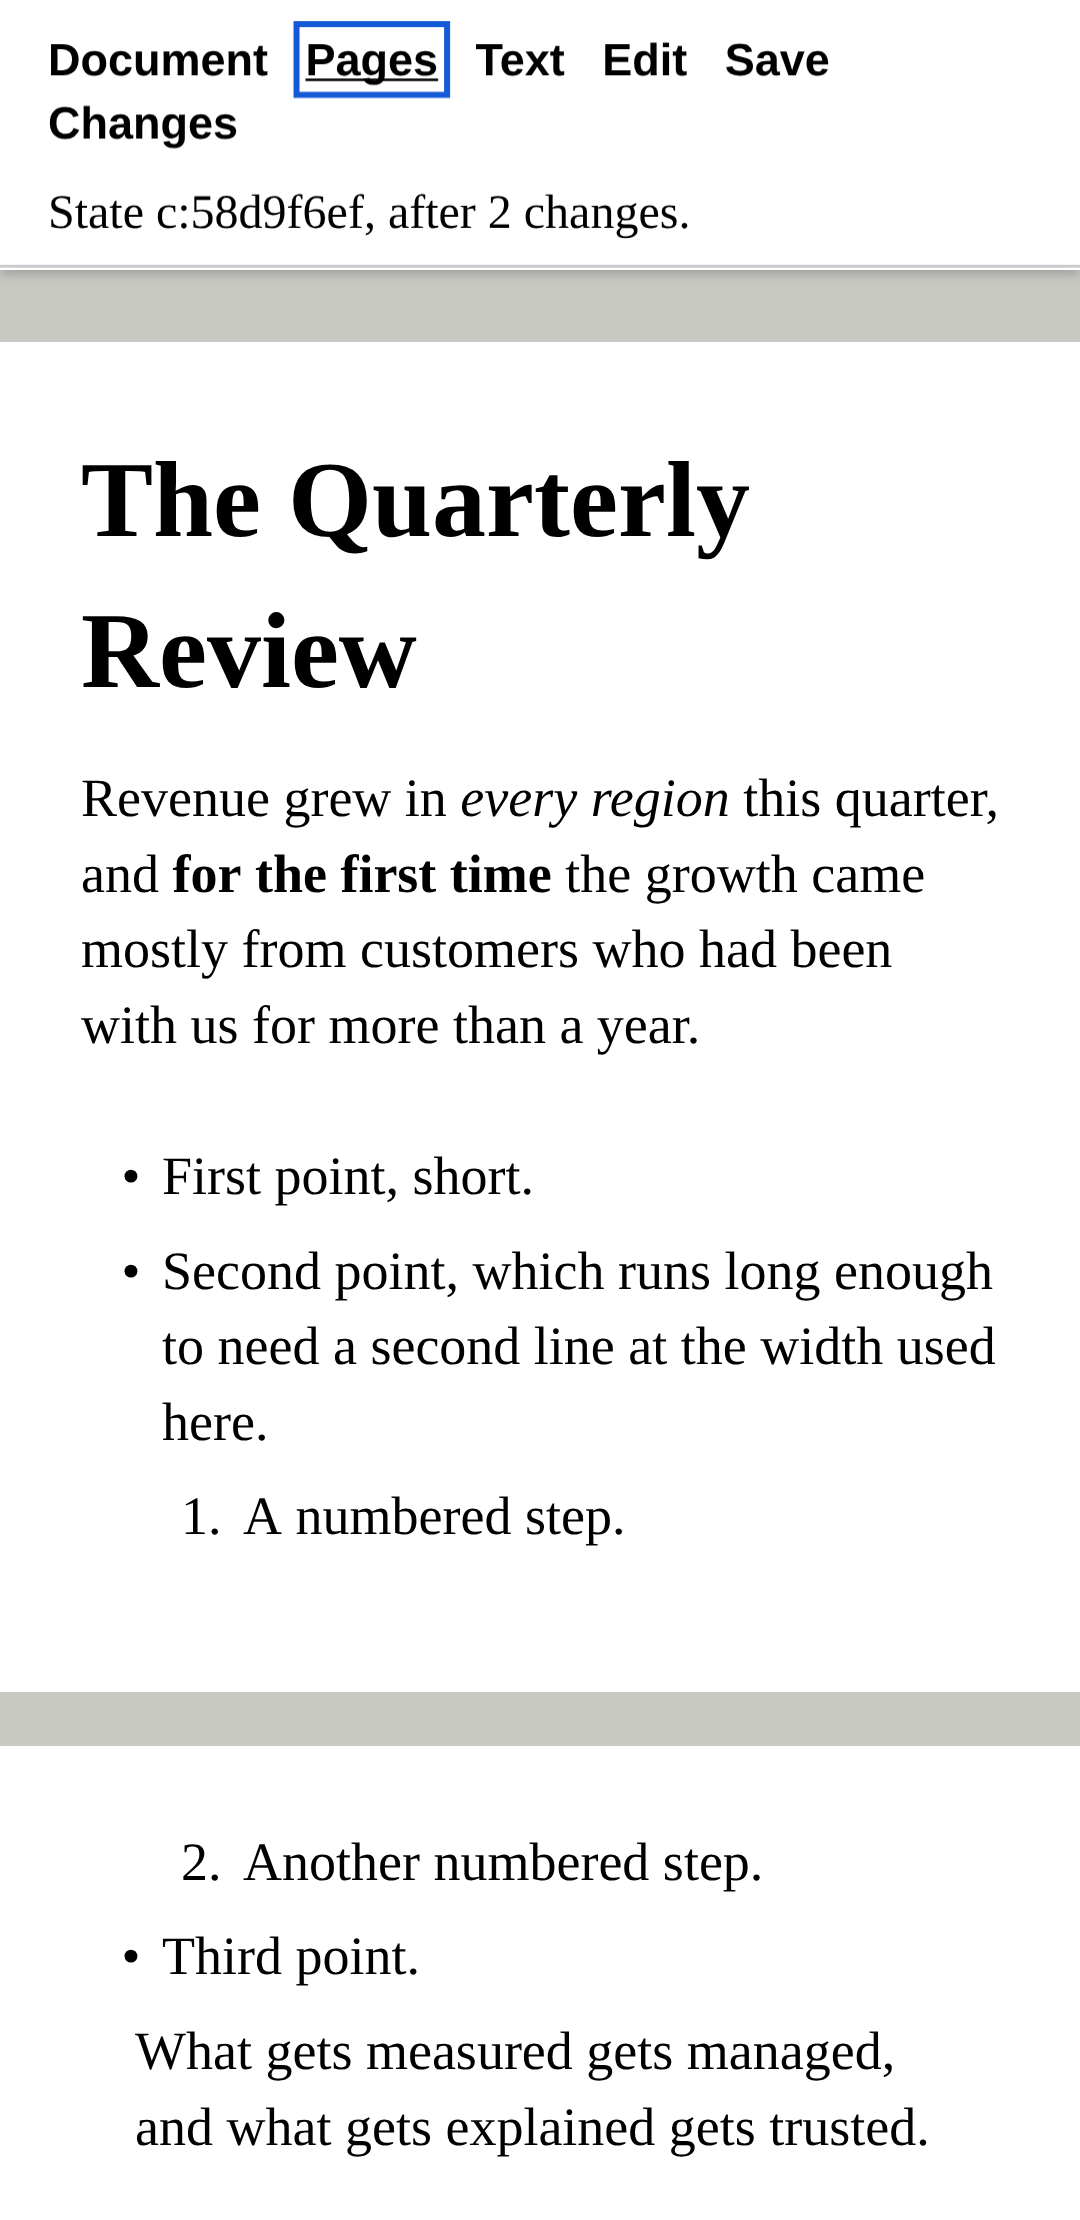 Document Pages Text Edit Save
Changes
State c:58d9f6ef, after 2 changes.
The Quarterly
Review
Revenue grew in every region this quarter,
and for the first time the growth came
mostly from customers who had been
with us for more than a year.
• First point, short.
• Second point, which runs long enough
to need a second line at the width used
here.
1. A numbered step.
2. Another numbered step.
• Third point.
What gets measured gets managed,
and what gets explained gets trusted.